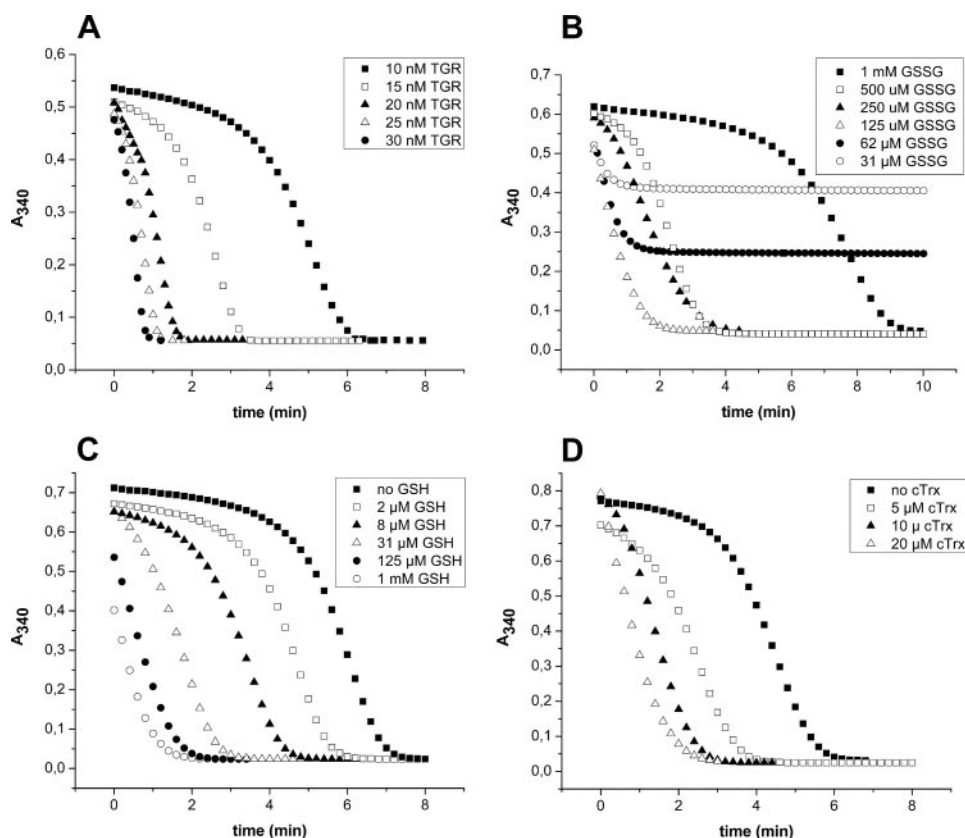 A
0,6
0,5
0,4
0,3
0,2
0,1
0,0
A340
0 2 4 6 8
time (min)
10 nM TGR
15 nM TGR
20 nM TGR
25 nM TGR
30 nM TGR
B
0,7
0,6
0,5
0,4
0,3
0,2
0,1
0,0
A340
0 2 4 6 8 10
time (min)
1 mM GSSG
500 uM GSSG
250 uM GSSG
125 uM GSSG
62 µM GSSG
31 µM GSSG
C
0,7
0,6
0,5
0,4
0,3
0,2
0,1
0,0
A340
0 2 4 6 8
time (min)
no GSH
2 µM GSH
8 µM GSH
31 µM GSH
125 µM GSH
1 mM GSH
D
0,8
0,7
0,6
0,5
0,4
0,3
0,2
0,1
0,0
A340
0 2 4 6 8
time (min)
no cTrx
5 µM cTrx
10 µ cTrx
20 µM cTrx